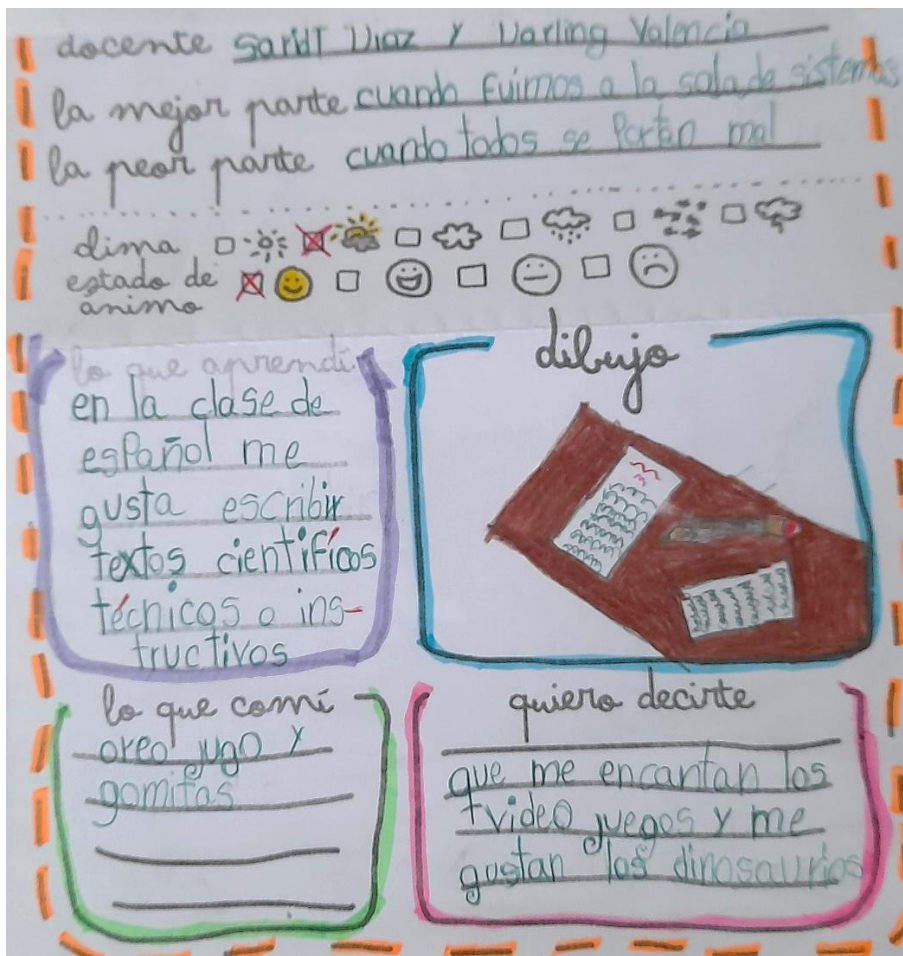 docente Saridt Diaz y Darling Valencia
la mejor parte cuando fuimos a la sala de sistemas
la peor parte cuando todos se Portan mal
clima
estado de
ánimo
lo que aprendí
en la clase de
esPañol me
gusta escribir
textos científicos
técnicos o ins-
tructivos
dibujo
lo que comí
oreo jugo y
gomitas
quiero decirte
que me encantan los
video juegos y me
gustan los dinosaurios